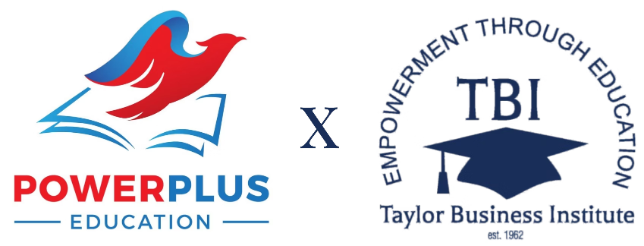 POWERPLUS
EDUCATION
X
EMPOWERMENT THROUGH EDUCATION
TBI
Taylor Business Institute
est. 1962